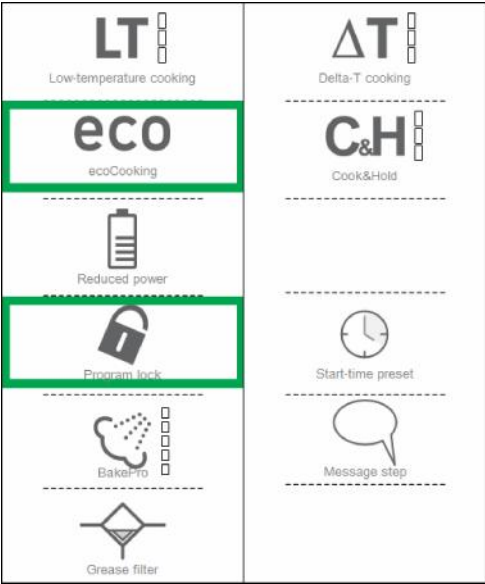 LT
ΔT
Low-temperature cooking
Delta-T cooking
eco
C&H
ecoCooking
Cook&Hold
Reduced power
Program lock
Start-time preset
BakePro
Message step
Grease filter